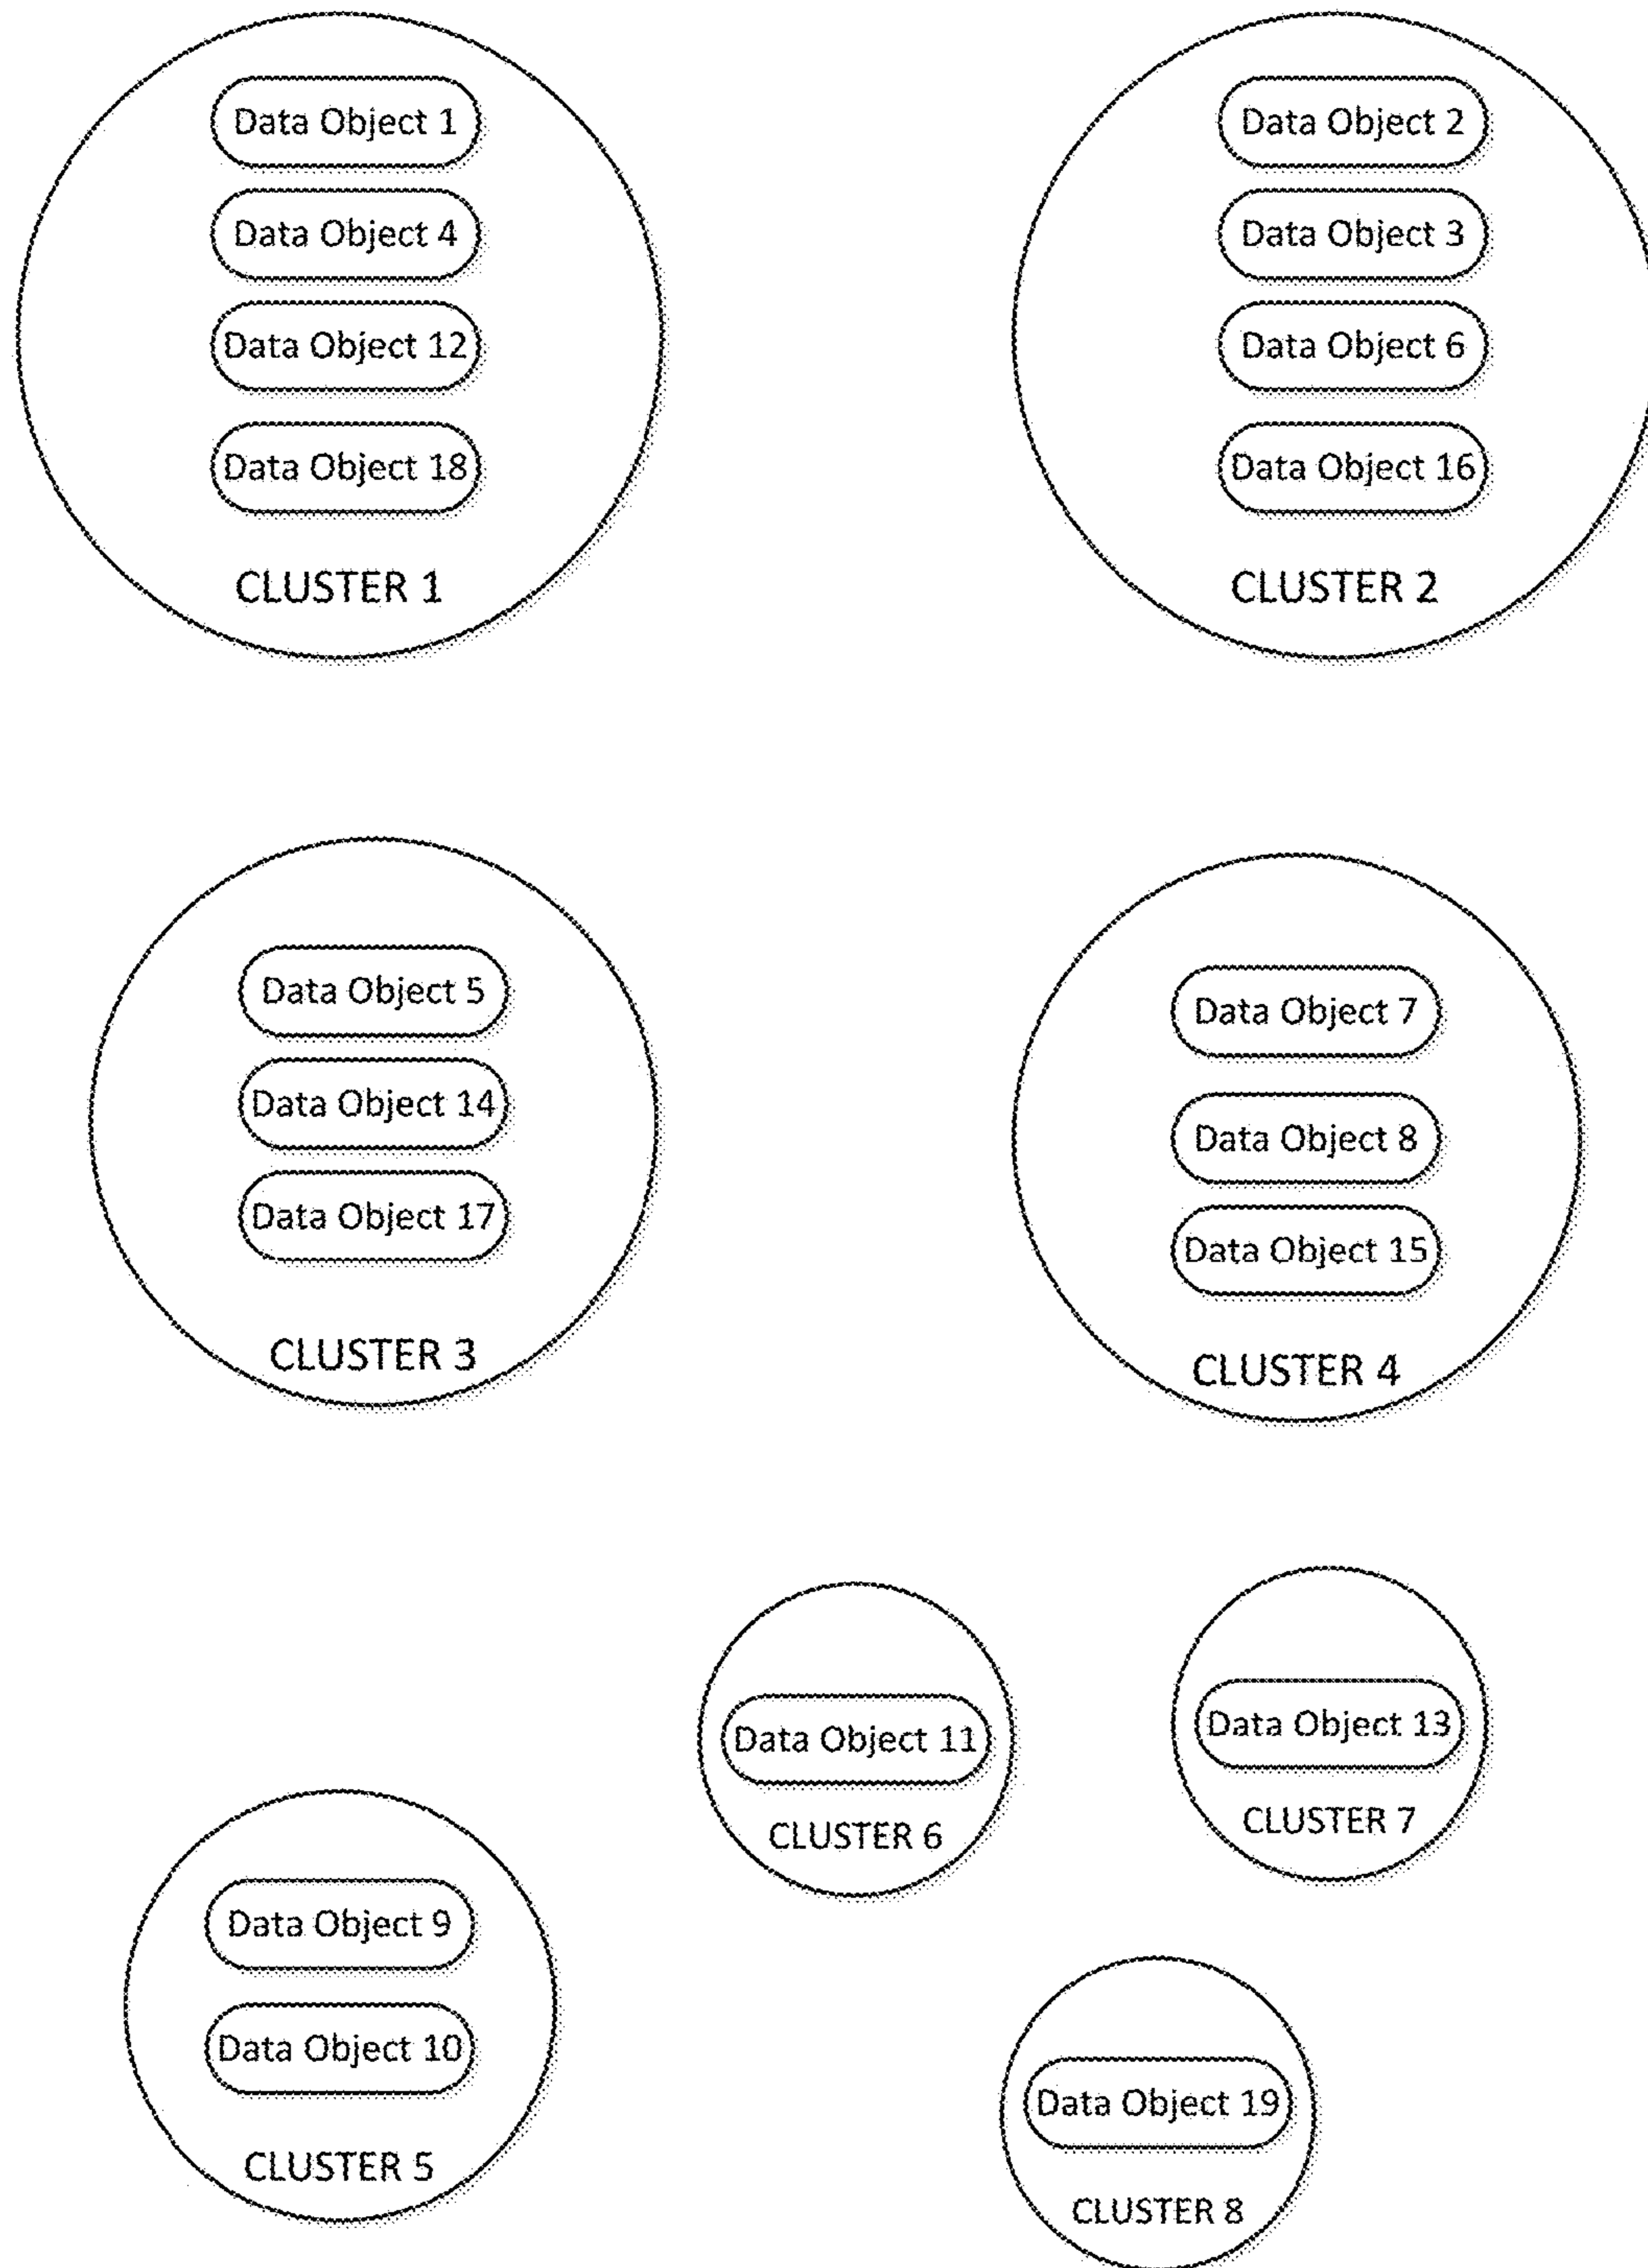 Data Object 1
Data Object 4
Data Object 12
Data Object 18
CLUSTER 1
Data Object 2
Data Object 3
Data Object 6
Data Object 16
CLUSTER 2
Data Object 5
Data Object 14
Data Object 17
CLUSTER 3
Data Object 7
Data Object 8
Data Object 15
CLUSTER 4
Data Object 9
Data Object 10
CLUSTER 5
Data Object 11
CLUSTER 6
Data Object 13
CLUSTER 7
Data Object 19
CLUSTER 8